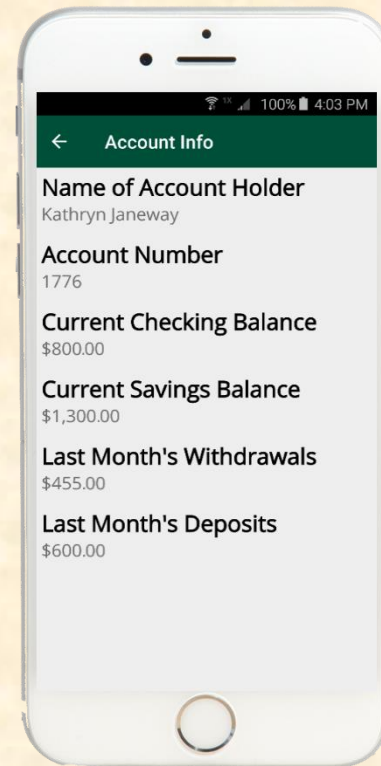 1X 100% 4:03 PM
Account Info
Name of Account Holder
Kathryn Janeway
Account Number
1776
Current Checking Balance
$800.00
Current Savings Balance
$1,300.00
Last Month's Withdrawals
$455.00
Last Month's Deposits
$600.00